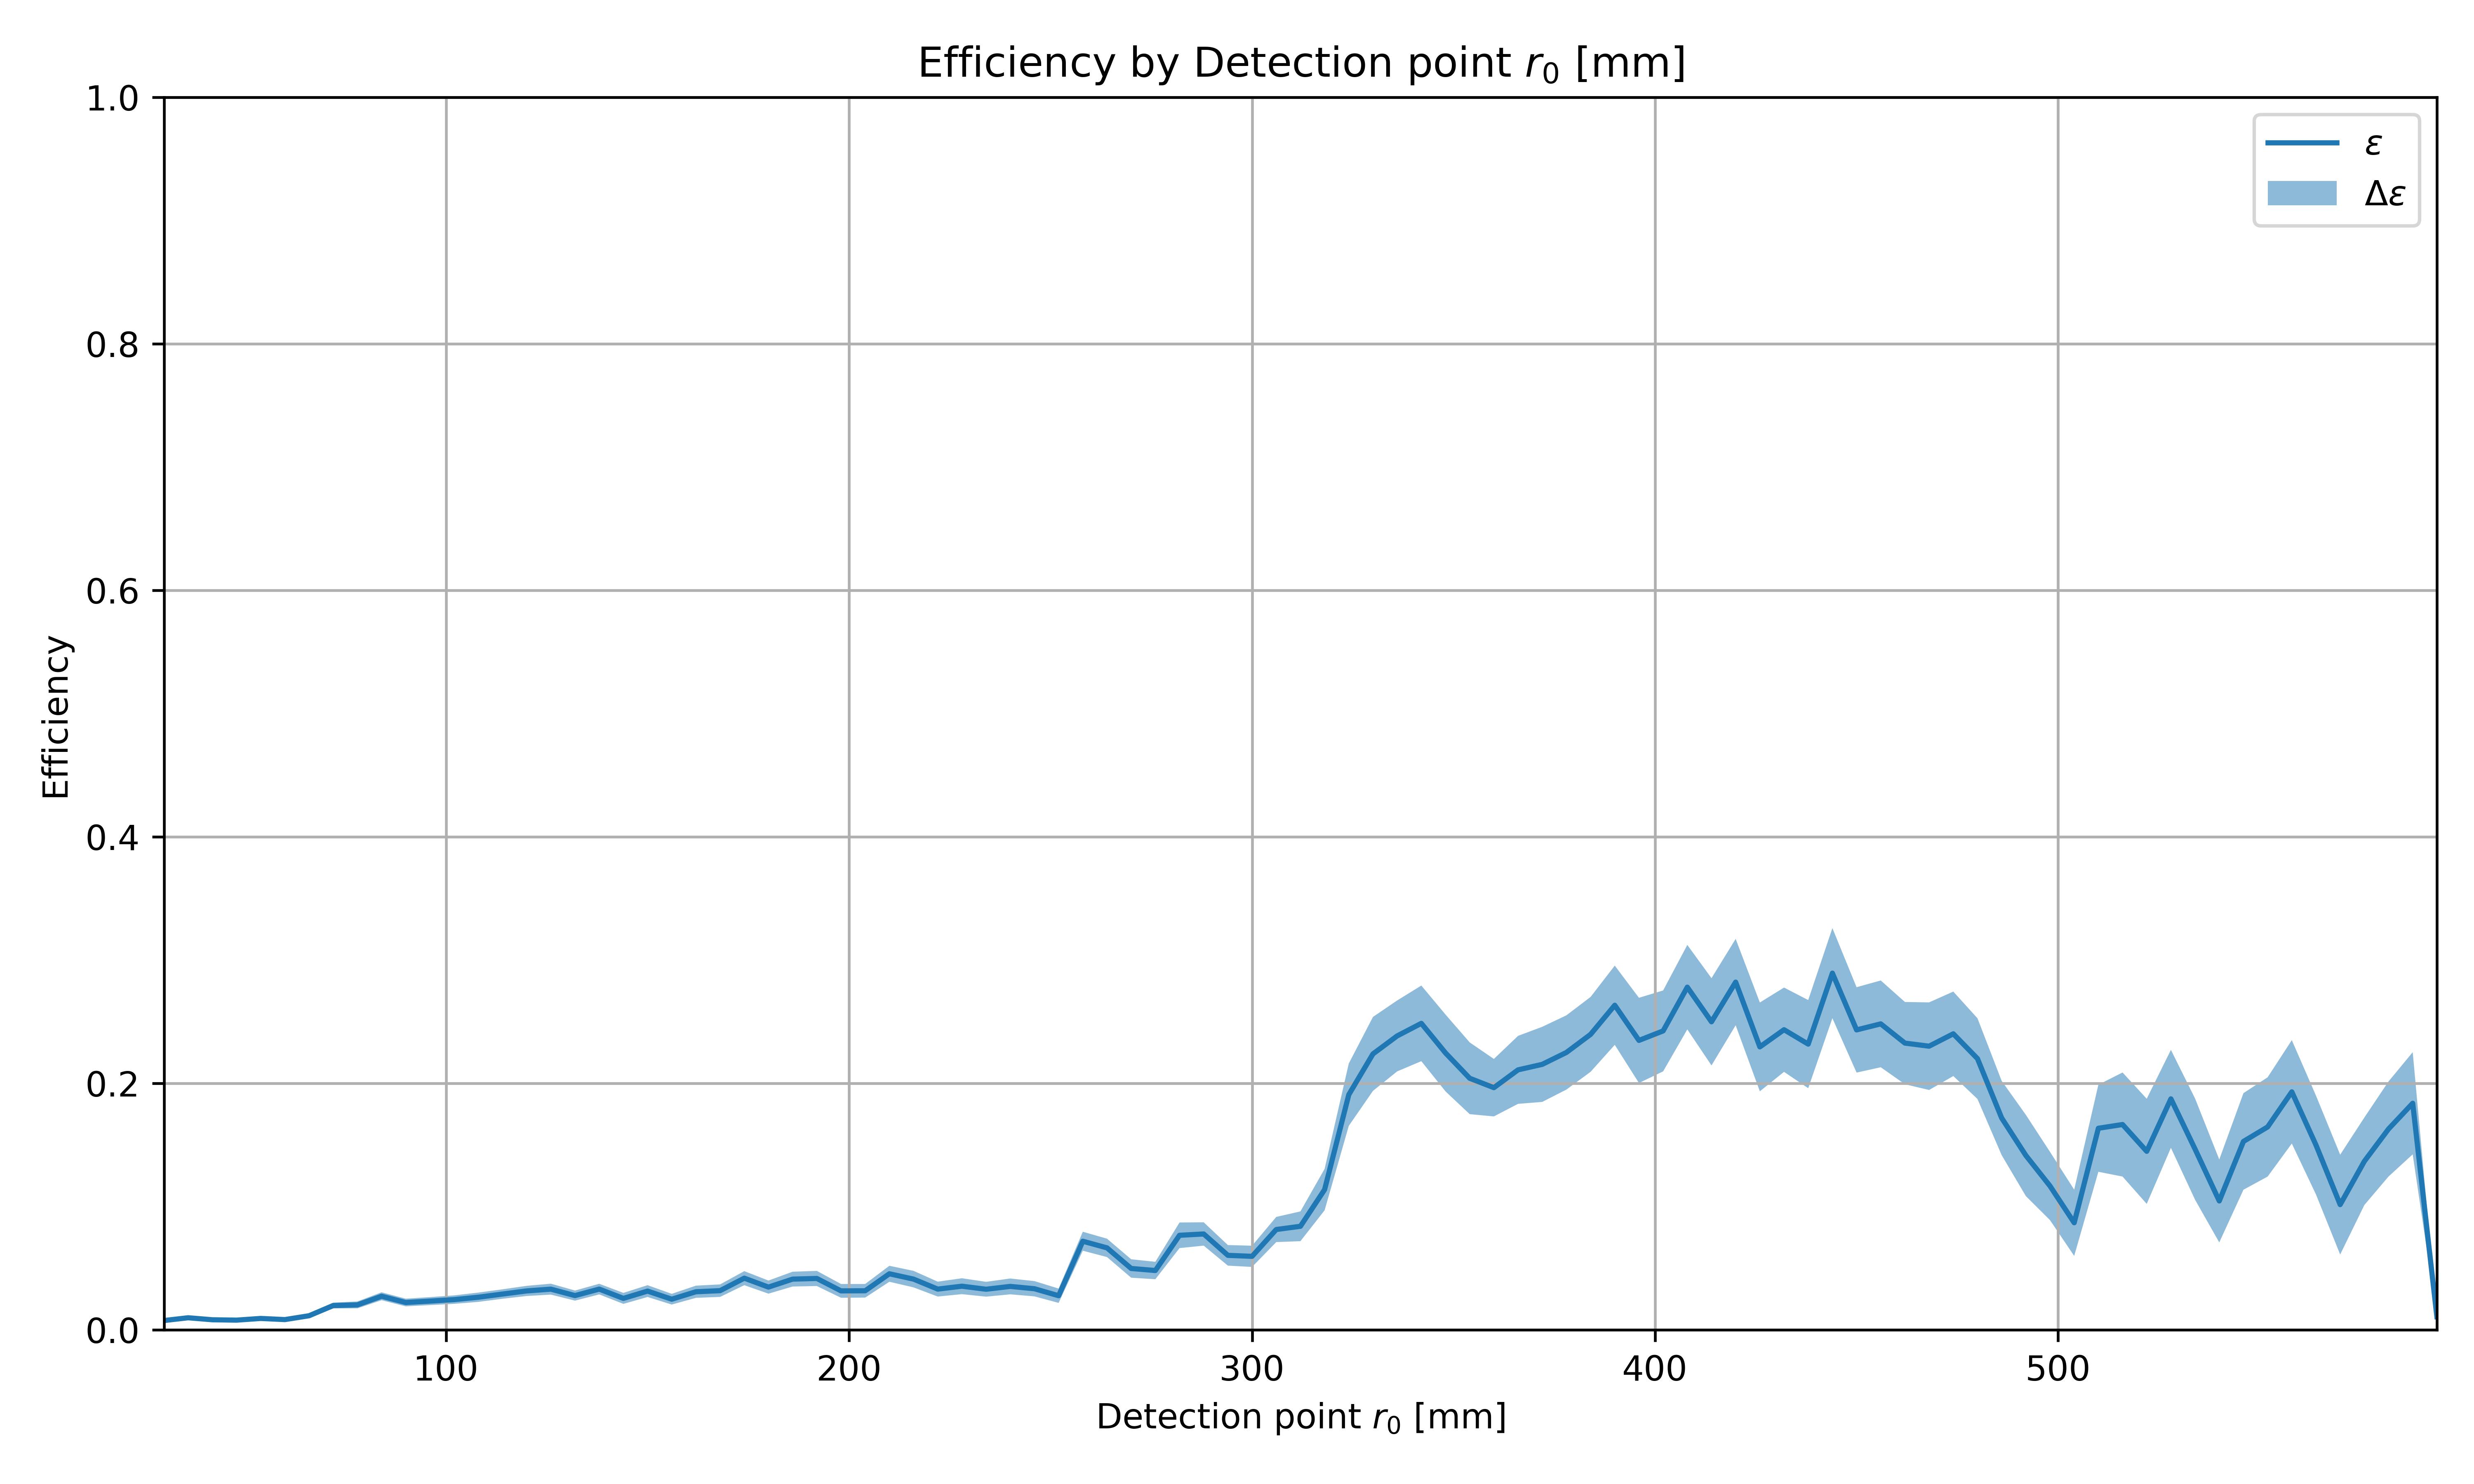 Efficiency by Detection point r₀ [mm]
1.0
0.8
0.6
0.4
0.2
0.0
Efficiency
ε
Δε
100 200 300 400 500
Detection point r₀ [mm]